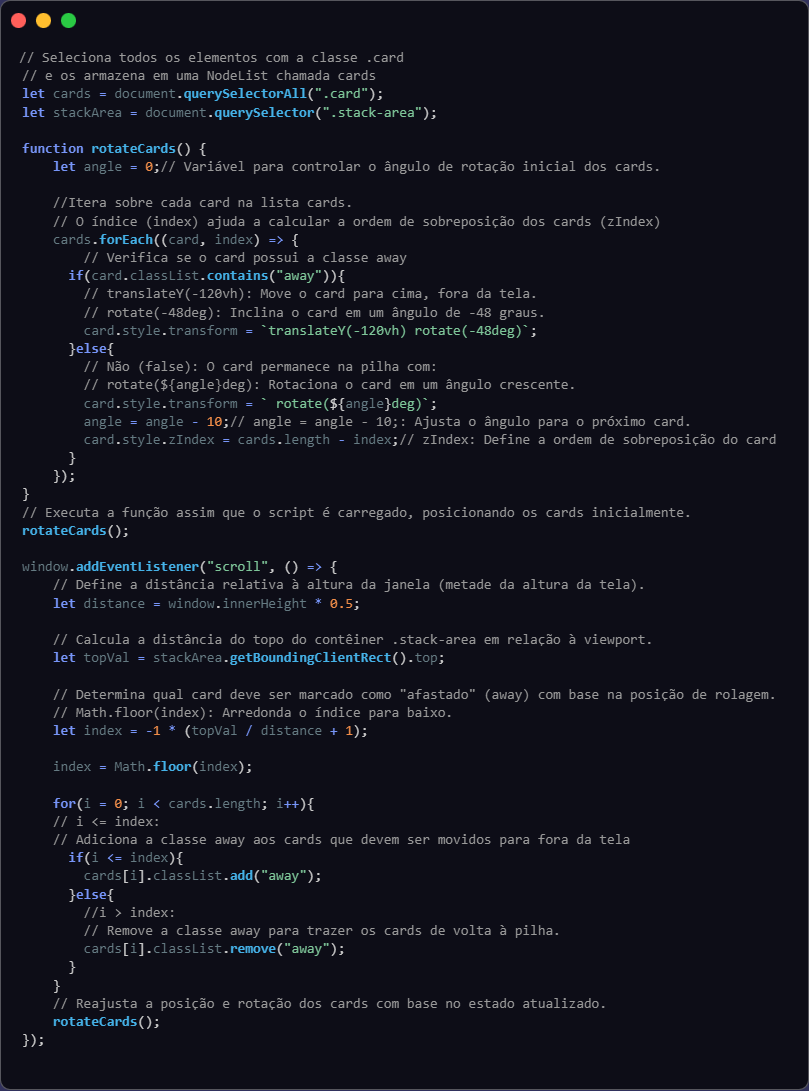 // Seleciona todos os elementos com a classe .card
// e os armazena em uma NodeList chamada cards
let cards = document.querySelectorAll(".card");
let stackArea = document.querySelector(".stack-area");

function rotateCards() {
    let angle = 0;// Variável para controlar o ângulo de rotação inicial dos cards.

    //Itera sobre cada card na lista cards.
    // O índice (index) ajuda a calcular a ordem de sobreposição dos cards (zIndex)
    cards.forEach((card, index) => {
        // Verifica se o card possui a classe away
      if(card.classList.contains("away")){
        // translateY(-120vh): Move o card para cima, fora da tela.
        // rotate(-48deg): Inclina o card em um ângulo de -48 graus.
        card.style.transform = `translateY(-120vh) rotate(-48deg)`;
      }else{
        // Não (false): O card permanece na pilha com:
        // rotate(${angle}deg): Rotaciona o card em um ângulo crescente.
        card.style.transform = ` rotate(${angle}deg)`;
        angle = angle - 10;// angle = angle - 10;: Ajusta o ângulo para o próximo card.
        card.style.zIndex = cards.length - index;// zIndex: Define a ordem de sobreposição do card
      }
    });
}
// Executa a função assim que o script é carregado, posicionando os cards inicialmente.
rotateCards();

window.addEventListener("scroll", () => {
    // Define a distância relativa à altura da janela (metade da altura da tela).
    let distance = window.innerHeight * 0.5;

    // Calcula a distância do topo do contêiner .stack-area em relação à viewport.
    let topVal = stackArea.getBoundingClientRect().top;

    // Determina qual card deve ser marcado como "afastado" (away) com base na posição de rolagem.
    // Math.floor(index): Arredonda o índice para baixo.
    let index = -1 * (topVal / distance + 1);

    index = Math.floor(index);

    for(i = 0; i < cards.length; i++){
    // i <= index:
    // Adiciona a classe away aos cards que devem ser movidos para fora da tela
      if(i <= index){
        cards[i].classList.add("away");
      }else{
        //i > index:
        // Remove a classe away para trazer os cards de volta à pilha.
        cards[i].classList.remove("away");
      }
    }
    // Reajusta a posição e rotação dos cards com base no estado atualizado.
    rotateCards();
});